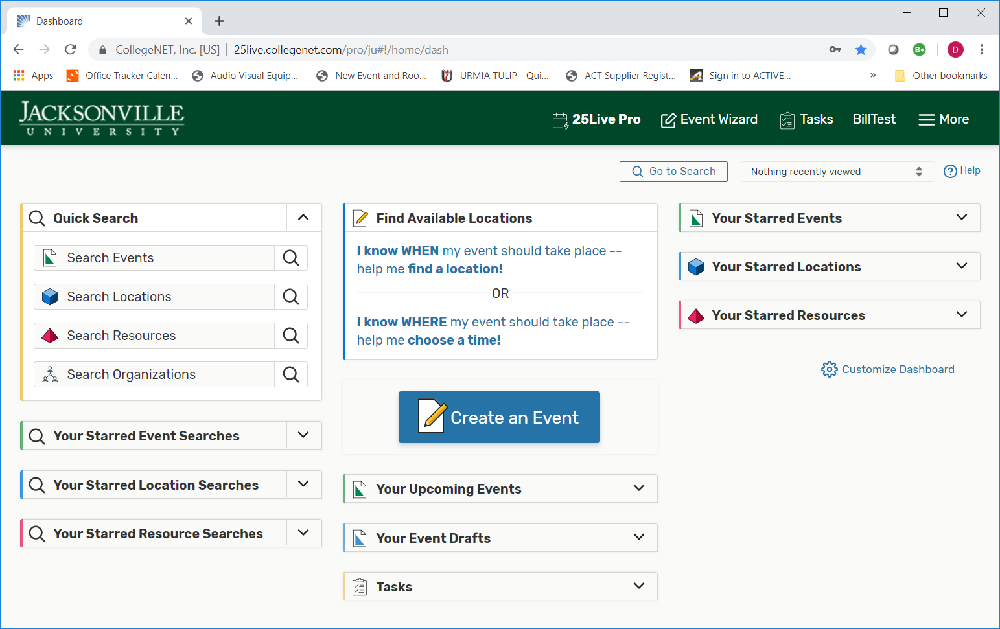 Dashboard
CollegeNET, Inc. [US] | 25live.collegenet.com/pro/ju#!/home/dash
B+
D
Apps
Office Tracker Calen...
Audio Visual Equip...
New Event and Roo...
URMIA TULIP - Qui...
ACT Supplier Regist...
Sign in to ACTIVE...
»
Other bookmarks
JACKSONVILLE
UNIVERSITY
25Live Pro
Event Wizard
Tasks
BillTest
More
Go to Search
Nothing recently viewed
Help
Quick Search
Search Events
Search Locations
Search Resources
Search Organizations
Your Starred Event Searches
Your Starred Location Searches
Your Starred Resource Searches
Find Available Locations
I know WHEN my event should take place --
help me find a location!
OR
I know WHERE my event should take place --
help me choose a time!
Create an Event
Your Upcoming Events
Your Event Drafts
Tasks
Your Starred Events
Your Starred Locations
Your Starred Resources
Customize Dashboard